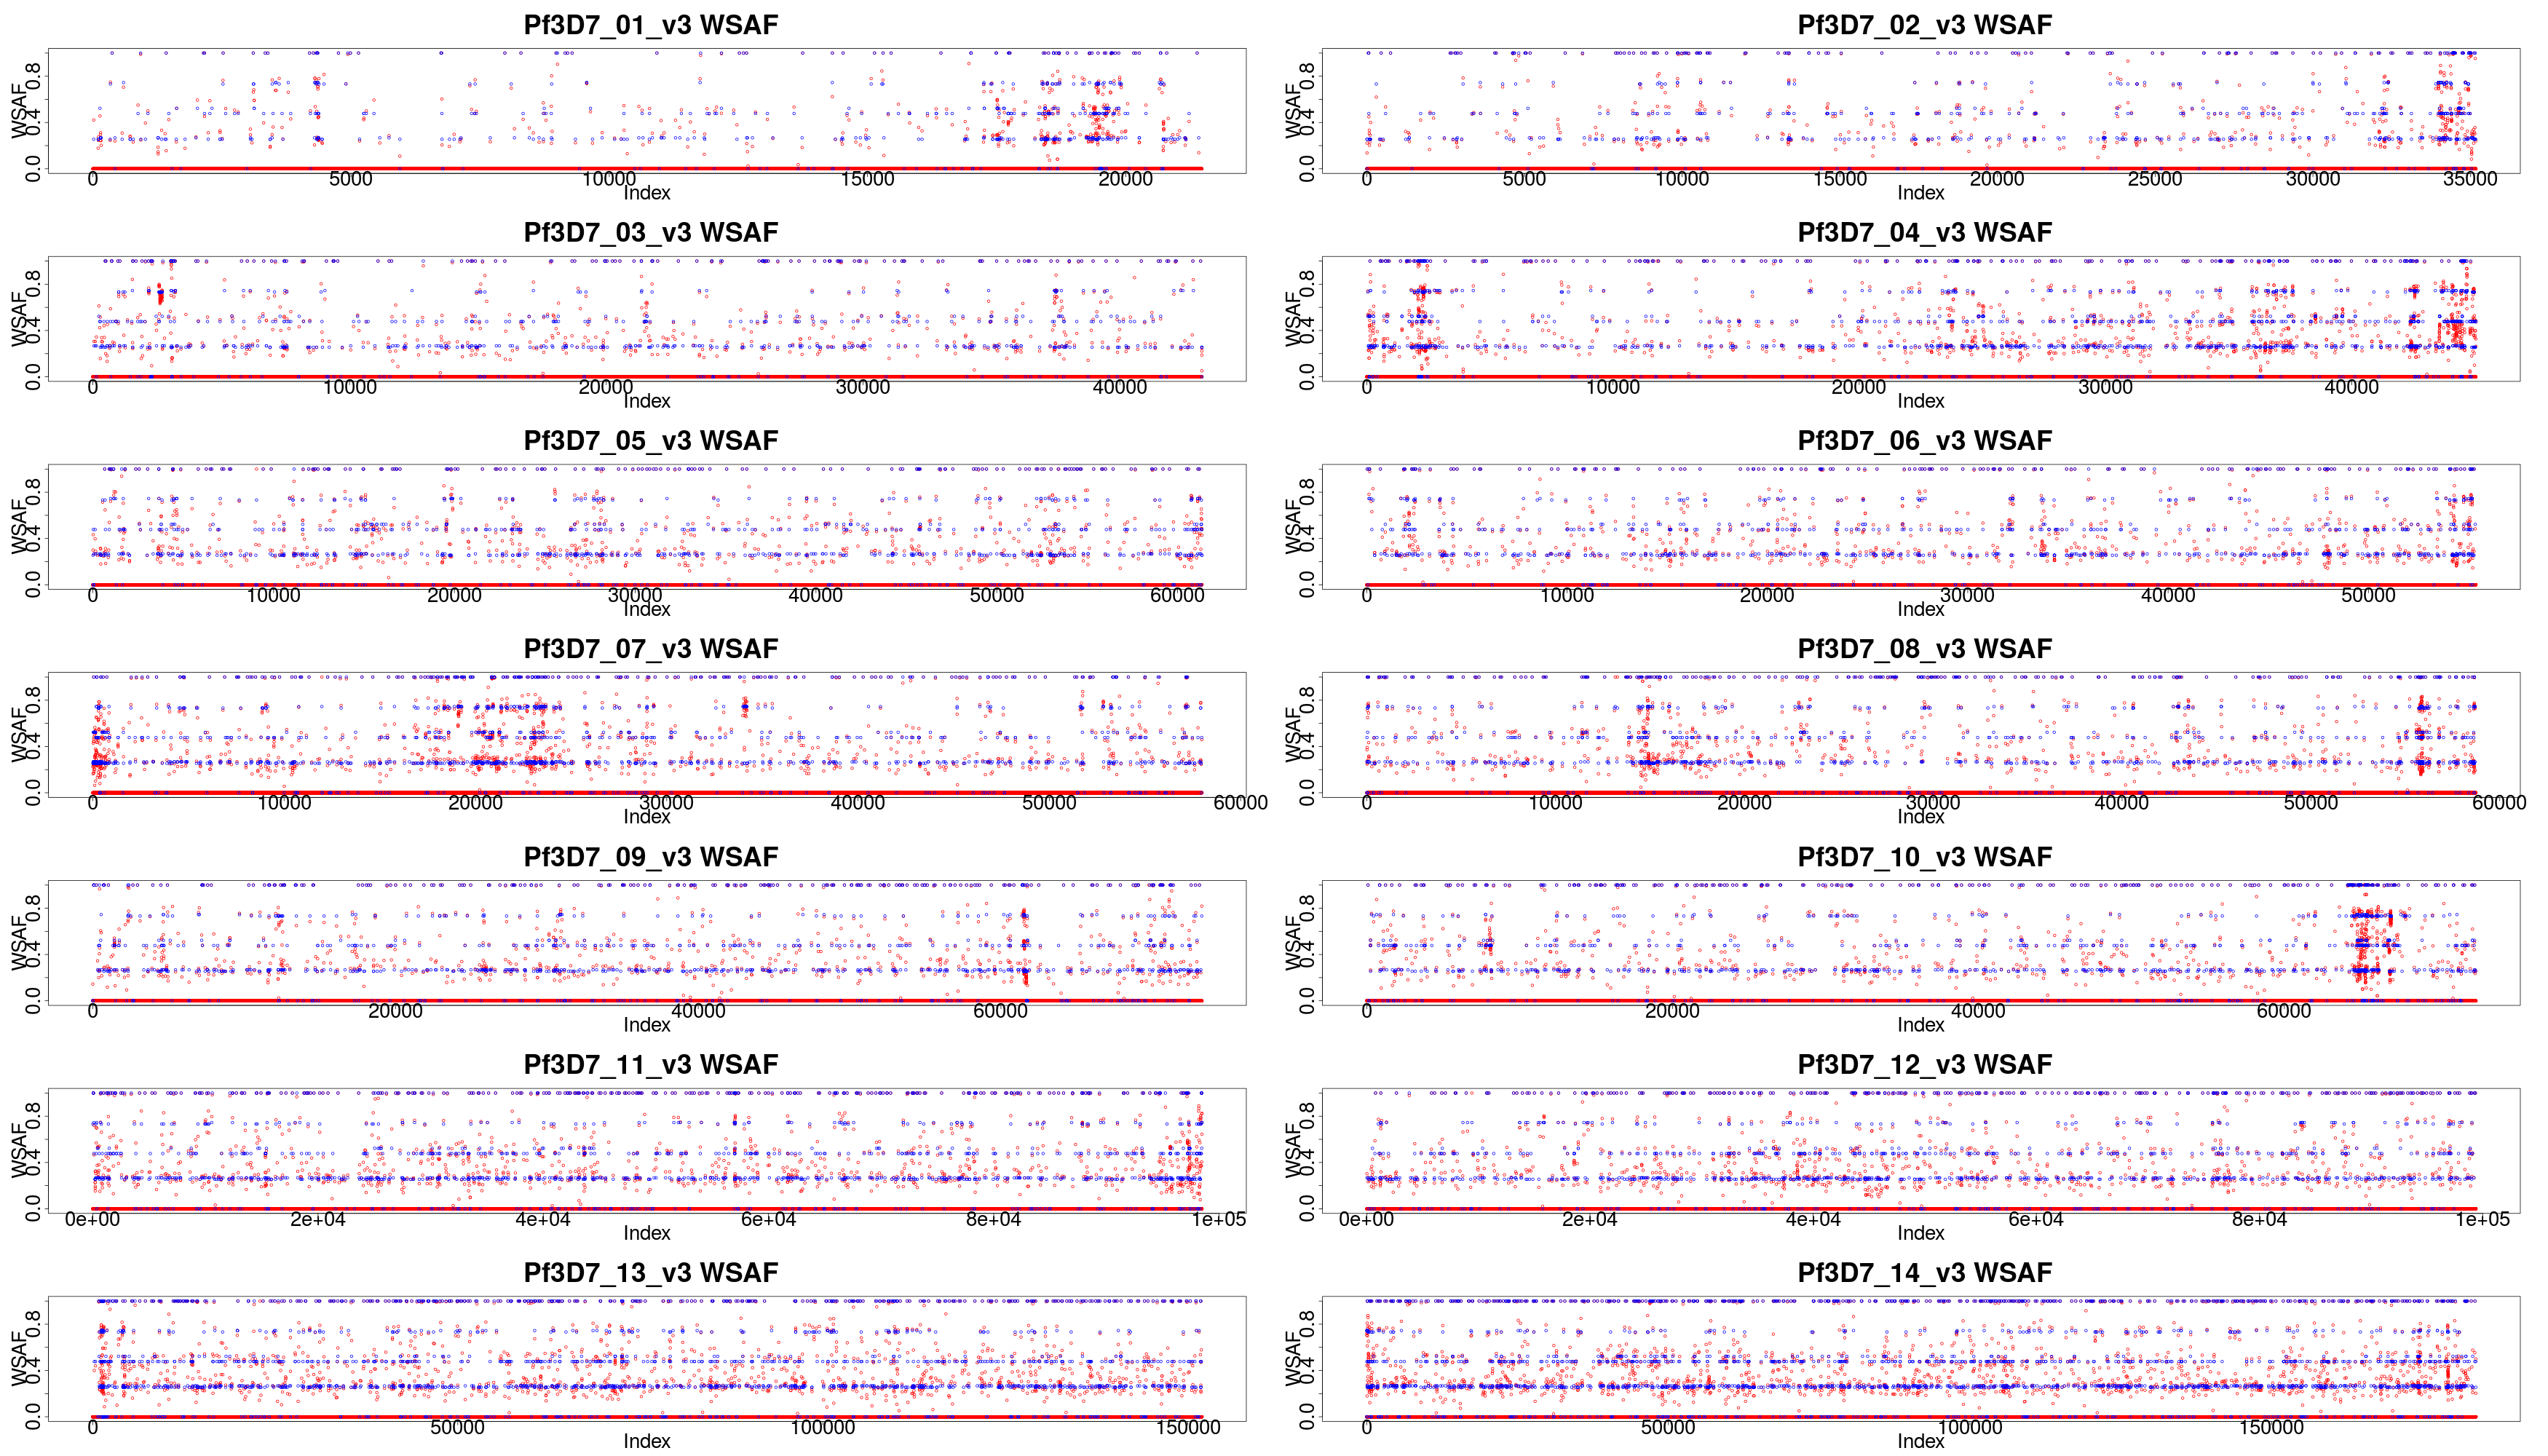 Pf3D7_01_v3 WSAF
WSAF
0.0 0.4 0.8
0 5000 10000 15000 20000
Index
Pf3D7_02_v3 WSAF
WSAF
0.0 0.4 0.8
0 5000 10000 15000 20000 25000 30000 35000
Index
Pf3D7_03_v3 WSAF
WSAF
0.0 0.4 0.8
0 10000 20000 30000 40000
Index
Pf3D7_04_v3 WSAF
WSAF
0.0 0.4 0.8
0 10000 20000 30000 40000
Index
Pf3D7_05_v3 WSAF
WSAF
0.0 0.4 0.8
0 10000 20000 30000 40000 50000 60000
Index
Pf3D7_06_v3 WSAF
WSAF
0.0 0.4 0.8
0 10000 20000 30000 40000 50000
Index
Pf3D7_07_v3 WSAF
WSAF
0.0 0.4 0.8
0 10000 20000 30000 40000 50000 60000
Index
Pf3D7_08_v3 WSAF
WSAF
0.0 0.4 0.8
0 10000 20000 30000 40000 50000 60000
Index
Pf3D7_09_v3 WSAF
WSAF
0.0 0.4 0.8
0 20000 40000 60000
Index
Pf3D7_10_v3 WSAF
WSAF
0.0 0.4 0.8
0 20000 40000 60000
Index
Pf3D7_11_v3 WSAF
WSAF
0.0 0.4 0.8
0e+00 2e+04 4e+04 6e+04 8e+04 1e+05
Index
Pf3D7_12_v3 WSAF
WSAF
0.0 0.4 0.8
0e+00 2e+04 4e+04 6e+04 8e+04 1e+05
Index
Pf3D7_13_v3 WSAF
WSAF
0.0 0.4 0.8
0 50000 100000 150000
Index
Pf3D7_14_v3 WSAF
WSAF
0.0 0.4 0.8
0 50000 100000 150000
Index